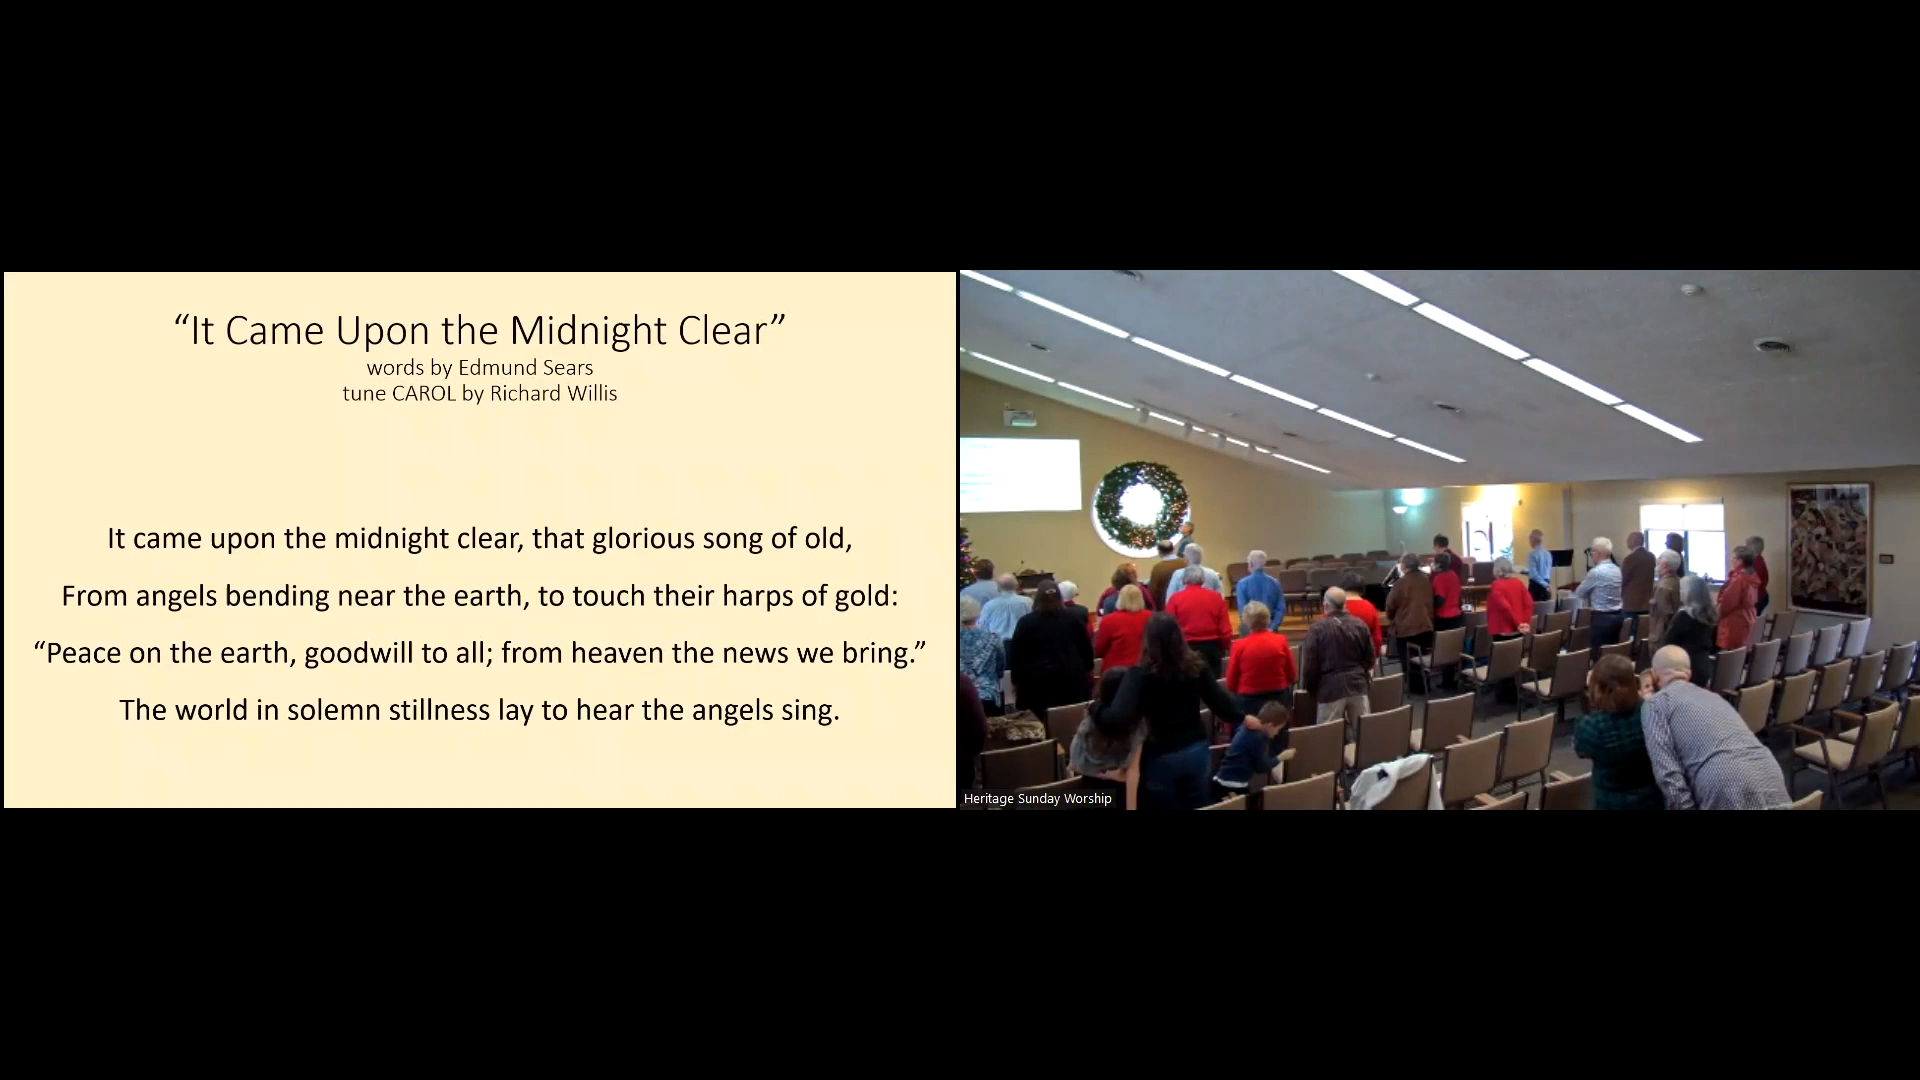 “It Came Upon the Midnight Clear”
words by Edmund Sears
tune CAROL by Richard Willis
It came upon the midnight clear, that glorious song of old,
From angels bending near the earth, to touch their harps of gold:
“Peace on the earth, goodwill to all; from heaven the news we bring.”
The world in solemn stillness lay to hear the angels sing.
Heritage Sunday Worship